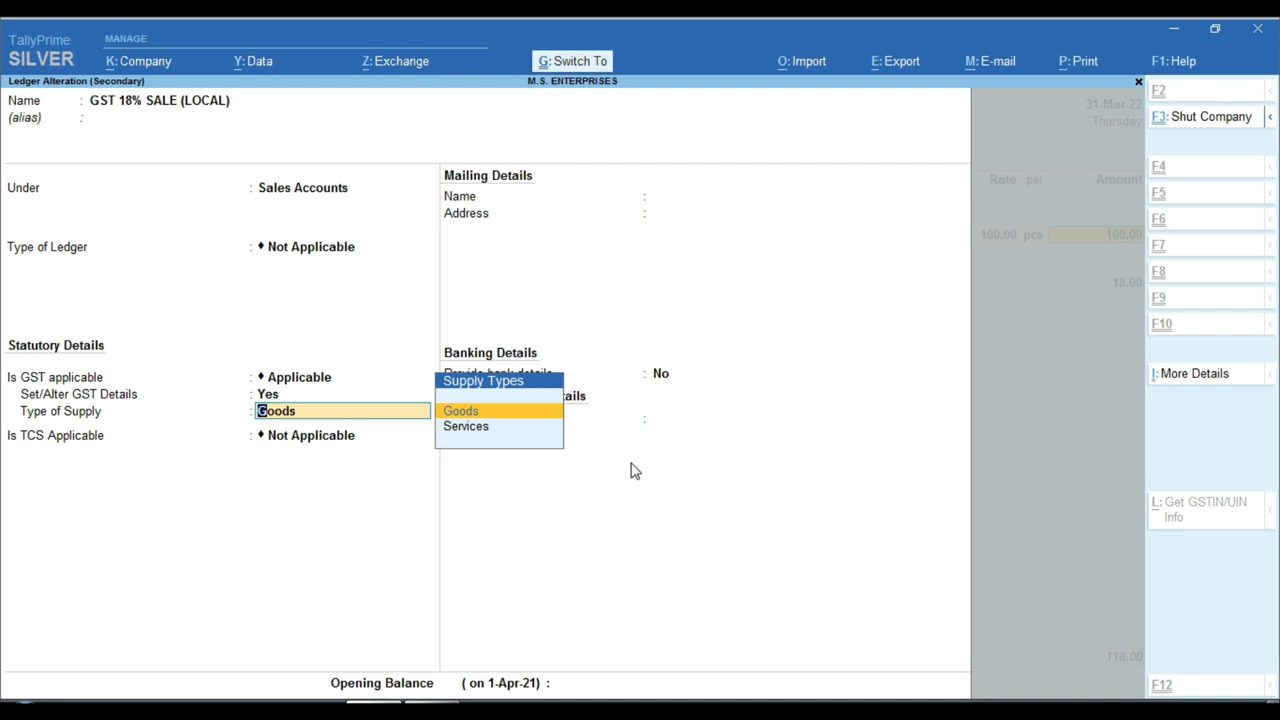 TallyPrime
SILVER
MANAGE
K: Company
Y: Data
Z: Exchange
G: Switch To
O: Import
E: Export
M: E-mail
P: Print
F1: Help
Ledger Alteration (Secondary)
M.S. ENTERPRISES
Name : GST 18% SALE (LOCAL)
(alias) :
Under : Sales Accounts
Type of Ledger : ♦ Not Applicable
Statutory Details
Is GST applicable : ♦ Applicable
Set/Alter GST Details : Yes
Type of Supply : Goods
Is TCS Applicable : ♦ Not Applicable
Mailing Details
Name :
Address :
Banking Details
Provide bank details : No
Supply Types
Goods
Services
tails
:
Opening Balance ( on 1-Apr-21) :
31-Mar-22
Thursday
Rate per Amount
100.00 pcs 100.00
18.00
118.00
F2
F3: Shut Company
F4
F5
F6
F7
F8
F9
F10
I: More Details
L: Get GSTIN/UIN
Info
F12